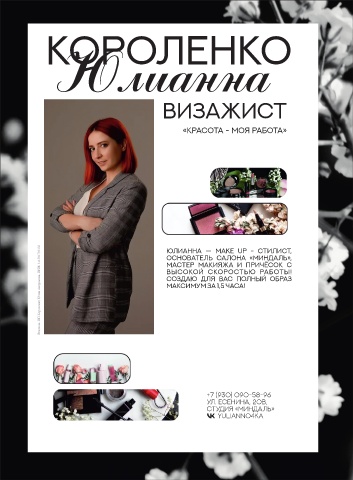 КОРОЛЕНКО
Юлианна
ВИЗАЖИСТ
«КРАСОТА - МОЯ РАБОТА»
ЮЛИАННА — MAKE UP - СТИЛИСТ,
ОСНОВАТЕЛЬ САЛОНА «МИНДАЛЬ»,
МАСТЕР МАКИЯЖА И ПРИЧЕСОК С
ВЫСОКОЙ СКОРОСТЬЮ РАБОТЫ!
СОЗДАЮ ДЛЯ ВАС ПОЛНЫЙ ОБРАЗ
МАКСИМУМ ЗА 1,5 ЧАСА!
+7 (930) 090-58-96
УЛ. ЕСЕНИНА, 20В,
СТУДИЯ «МИНДАЛЬ»
YULIANNO4KA